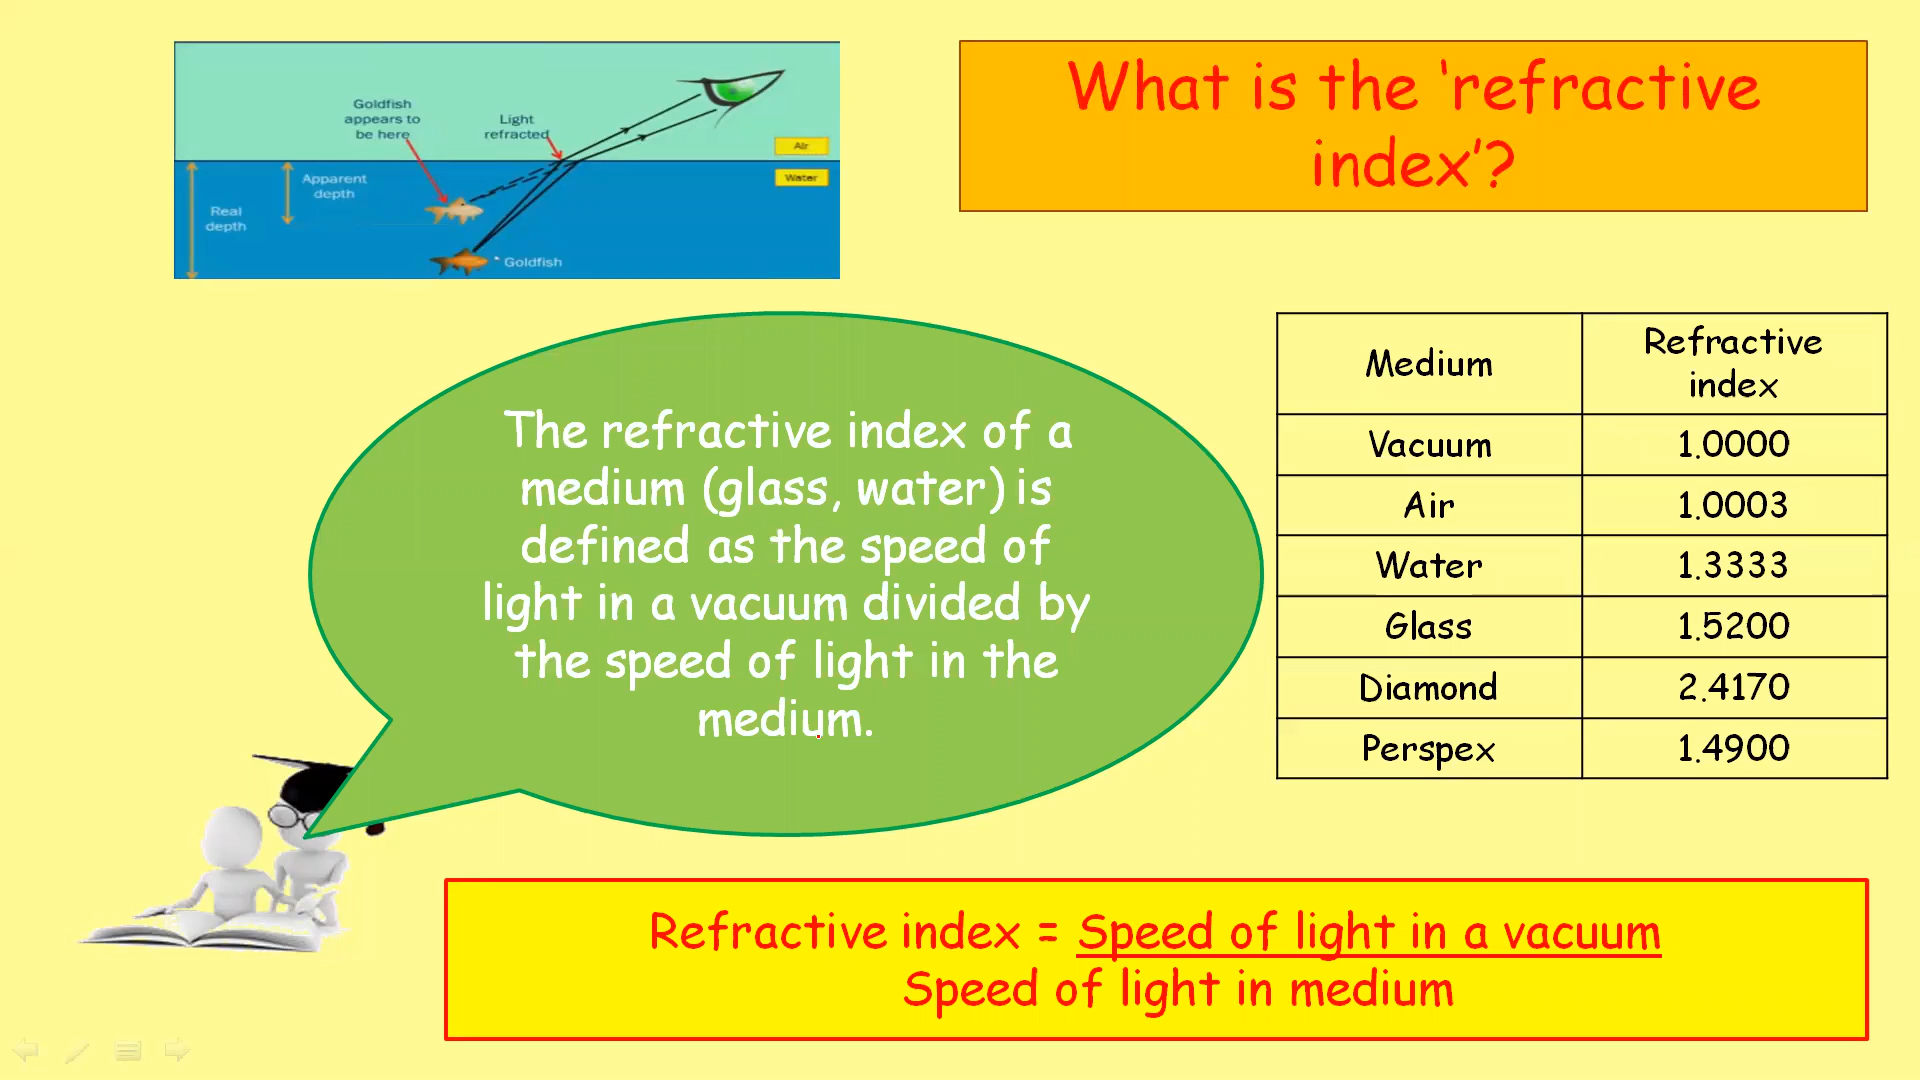 What is the ‘refractive
index’?
Goldfish
appears to
be here
Light
refracted
Air
Water
Apparent
depth
Real
depth
Goldfish
The refractive index of a
medium (glass, water) is
defined as the speed of
light in a vacuum divided by
the speed of light in the
medium.
Medium
Refractive
index
Vacuum 1.0000
Air 1.0003
Water 1.3333
Glass 1.5200
Diamond 2.4170
Perspex 1.4900
Refractive index = Speed of light in a vacuum
Speed of light in medium